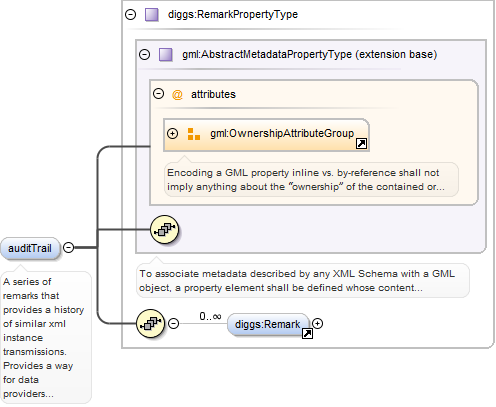 diggs:RemarkPropertyType
gml:AbstractMetadataPropertyType (extension base)
@ attributes
gml:OwnershipAttributeGroup
Encoding a GML property inline vs. by-reference shall not
imply anything about the "ownership" of the contained or...
To associate metadata described by any XML Schema with a GML
object, a property element shall be defined whose content...
auditTrail
A series of
remarks that
provides a history
of similar xml
instance
transmissions.
Provides a way for
data
providers...
0..∞
diggs:Remark